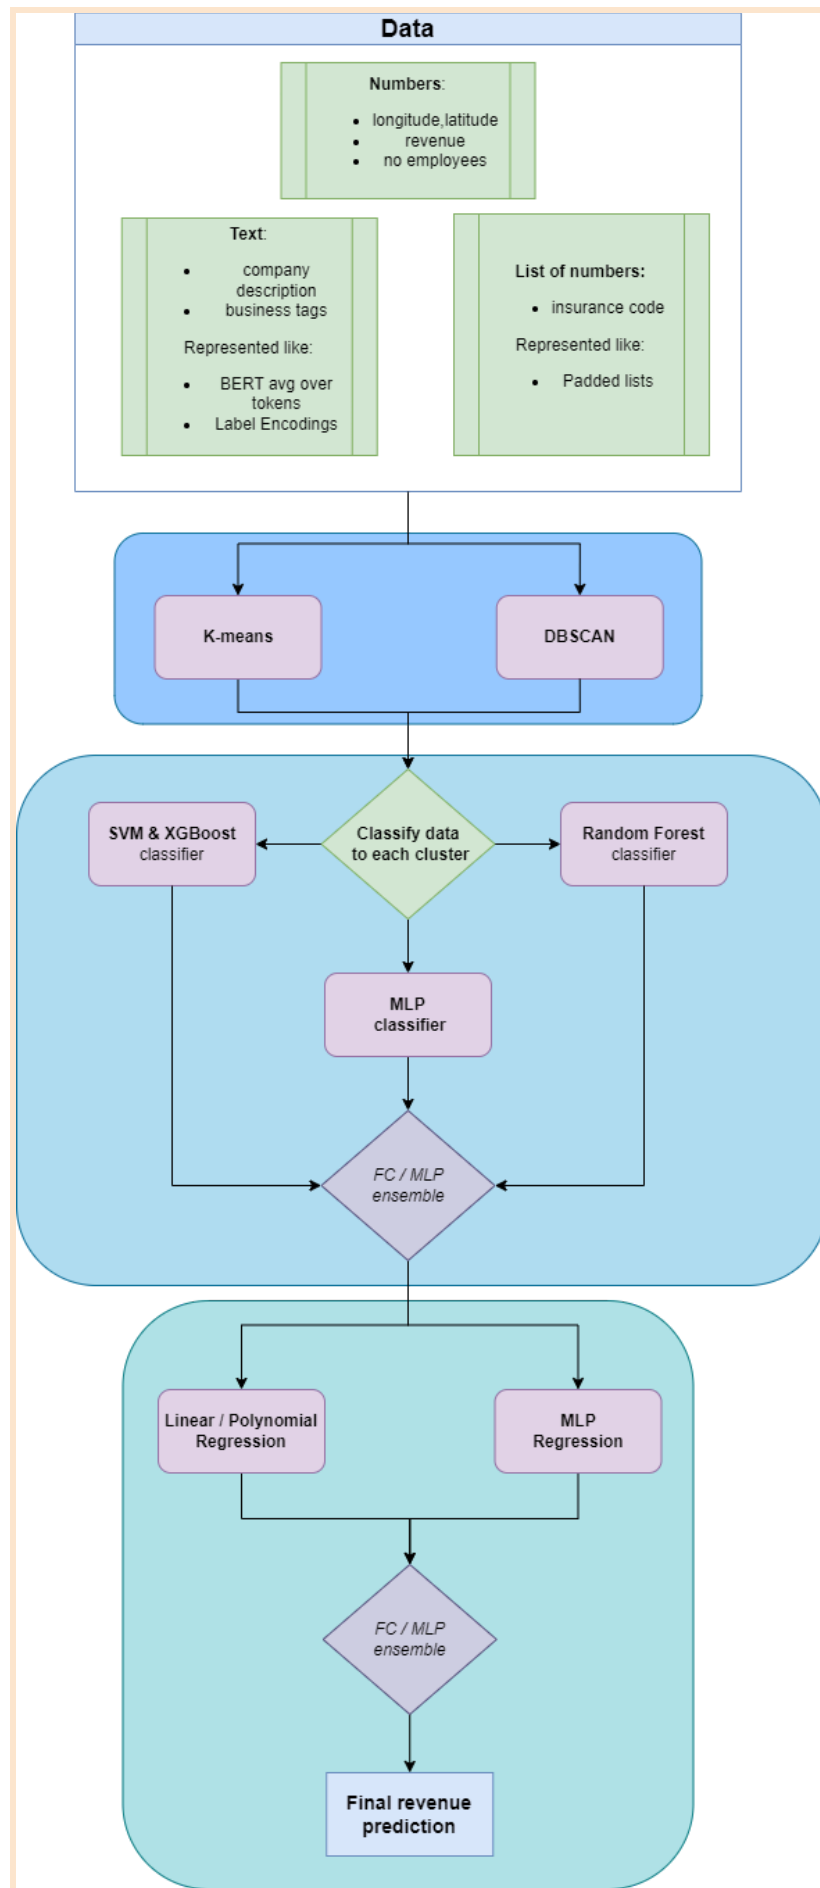 Data
Numbers:
• longitude,latitude
• revenue
• no employees
Text:
• company
description
• business tags
Represented like:
• BERT avg over
tokens
• Label Encodings
List of numbers:
• insurance code
Represented like:
• Padded lists
K-means
DBSCAN
SVM & XGBoost
classifier
Classify data
to each cluster
Random Forest
classifier
MLP
classifier
FC / MLP
ensemble
Linear / Polynomial
Regression
MLP
Regression
FC / MLP
ensemble
Final revenue
prediction